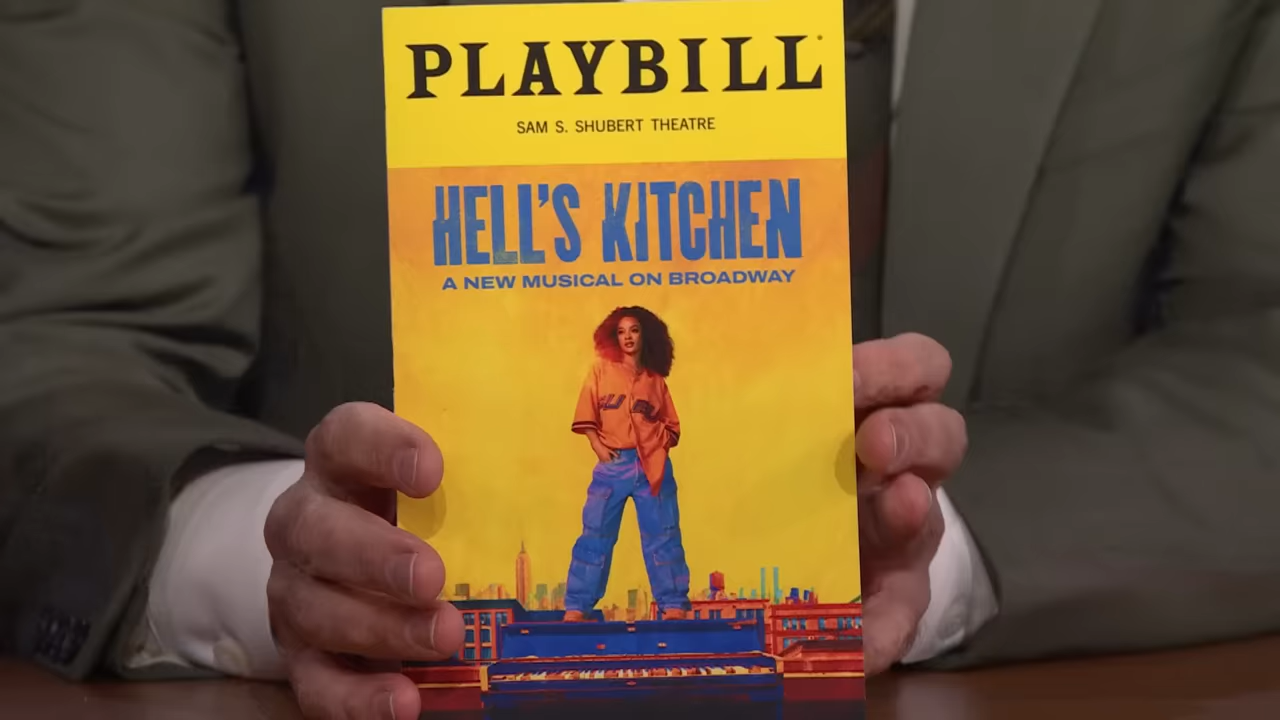 PLAYBILL
SAM S. SHUBERT THEATRE
HELL'S KITCHEN
A NEW MUSICAL ON BROADWAY